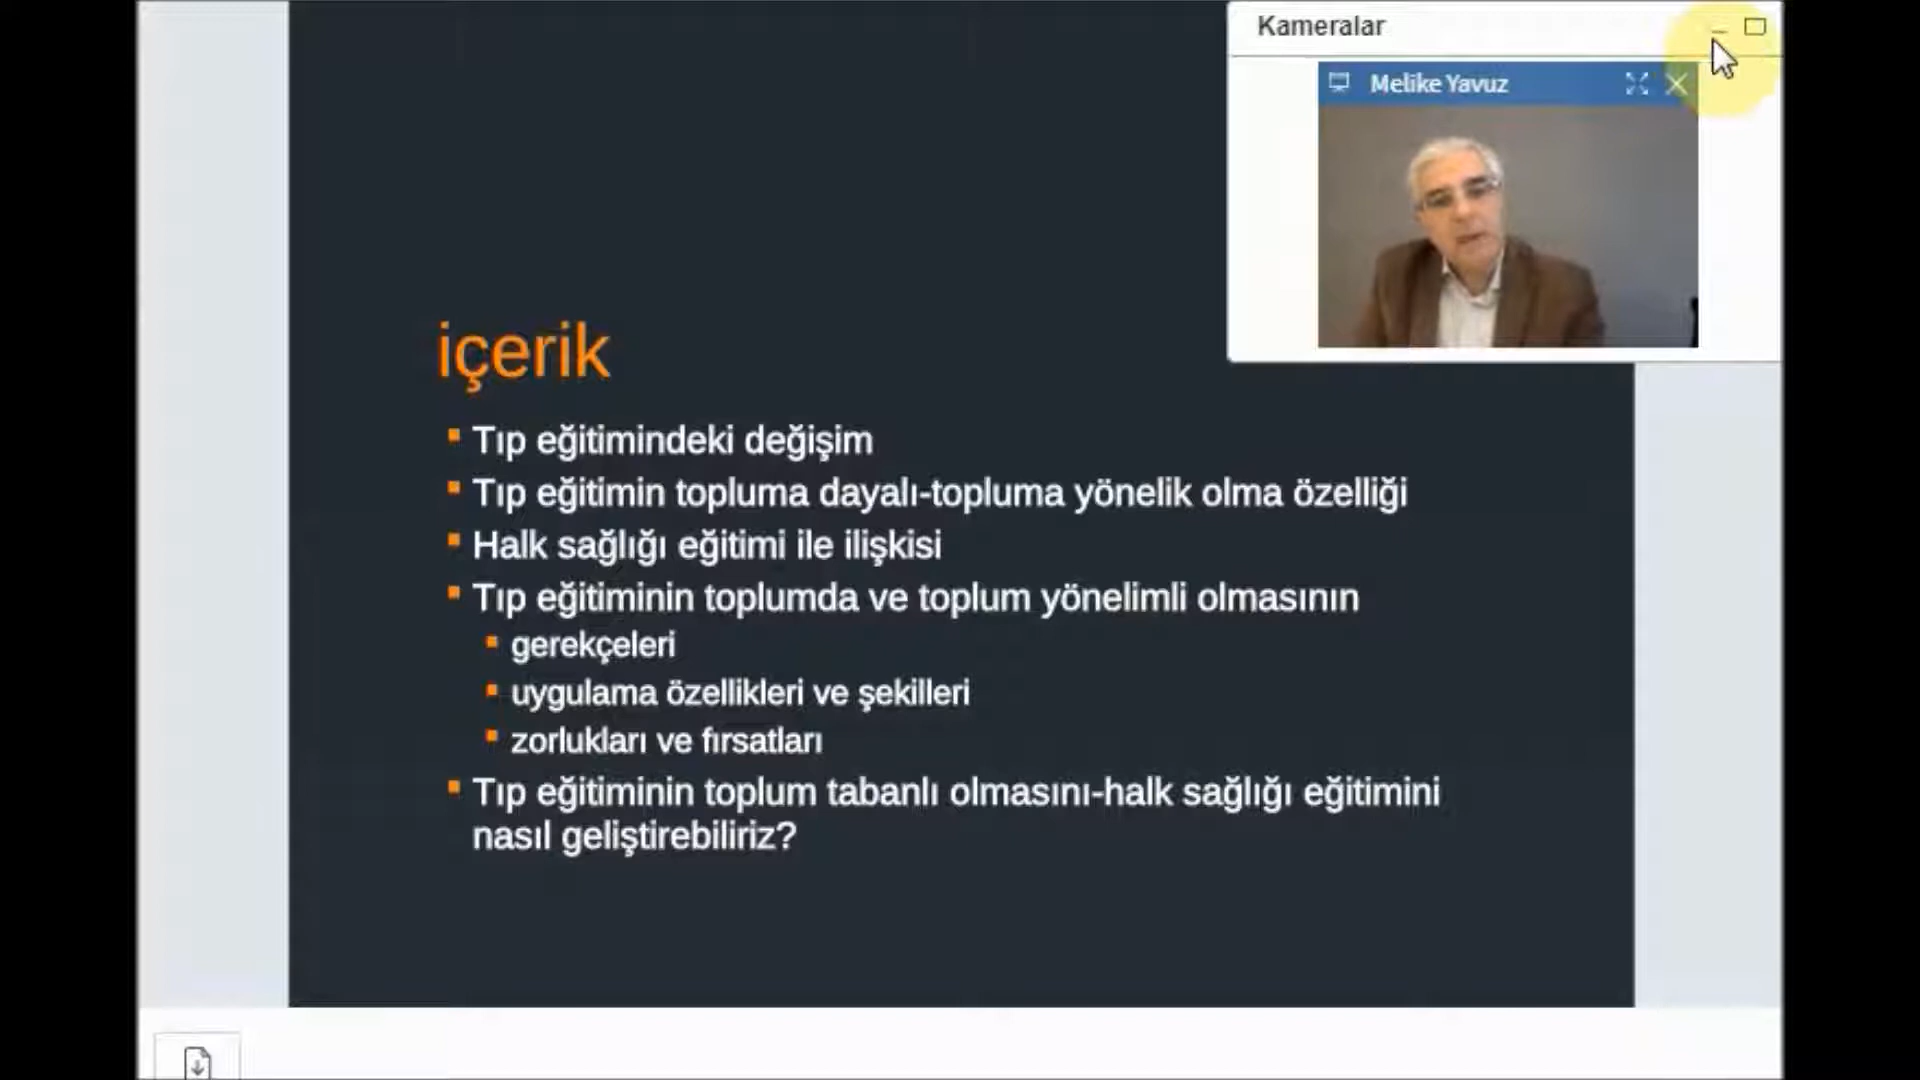 Kameralar
Melike Yavuz
içerik
Tıp eğitimindeki değişim
Tıp eğitimin topluma dayalı-topluma yönelik olma özelliği
Halk sağlığı eğitimi ile ilişkisi
Tıp eğitiminin toplumda ve toplum yönelimli olmasının
gerekçeleri
uygulama özellikleri ve şekilleri
zorlukları ve fırsatları
Tıp eğitiminin toplum tabanlı olmasını-halk sağlığı eğitimini
nasıl geliştirebiliriz?